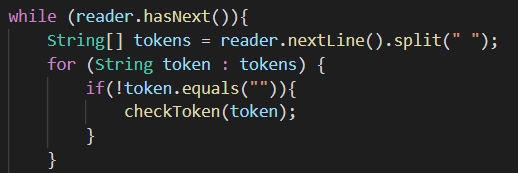 while (reader.hasNext()){
    String[] tokens = reader.nextLine().split(" ");
    for (String token : tokens) {
        if(!token.equals("")){
            checkToken(token);
        }
    }